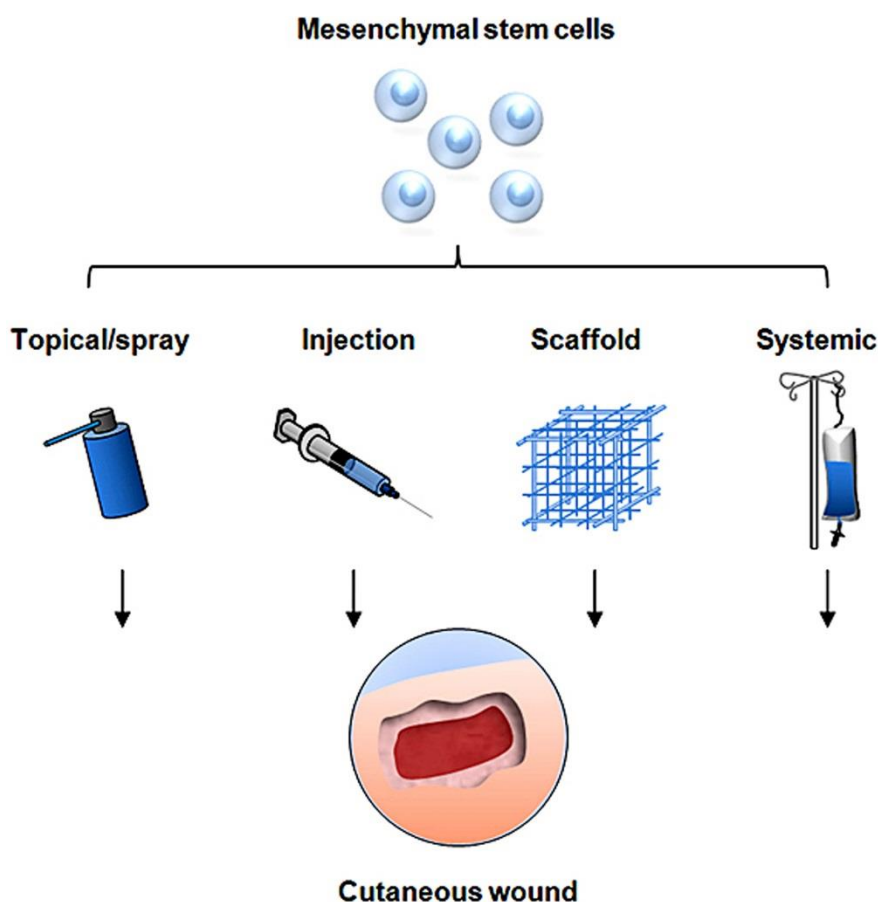 Mesenchymal stem cells
Topical/spray Injection Scaffold Systemic
Cutaneous wound